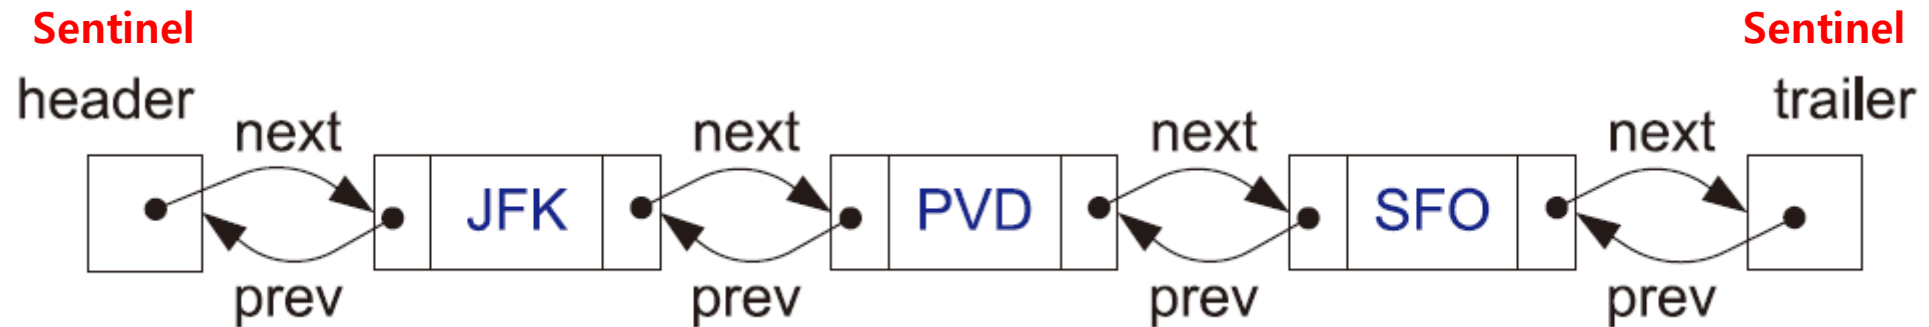 Sentinel Sentinel
header trailer
next next next next
JFK PVD SFO
prev prev prev prev